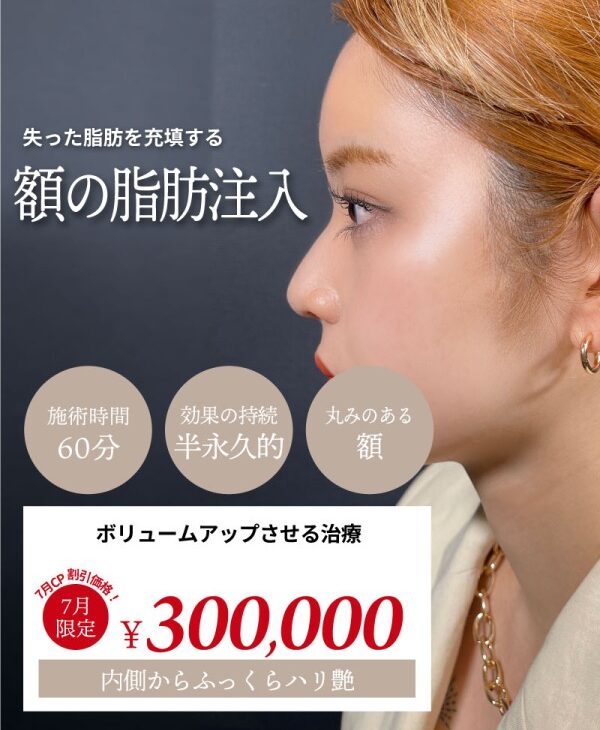 失った脂肪を充填する
額の脂肪注入
施術時間
60分
効果の持続
半永久的
丸みのある
額
ボリュームアップさせる治療
7月CP 割引価格！
7月
限定
¥300,000
内側からふっくらハリ艶